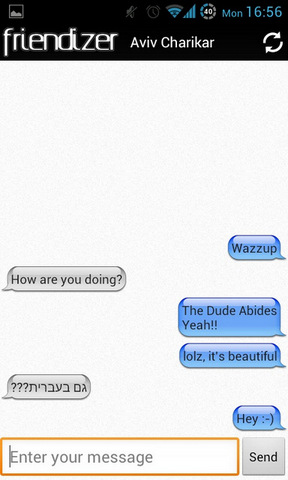 40 Mon 16:56
friendizer Aviv Charikar
Wazzup
How are you doing?
The Dude Abides
Yeah!!
lolz, it's beautiful
גם בעברית???
Hey :-)
Enter your message
Send